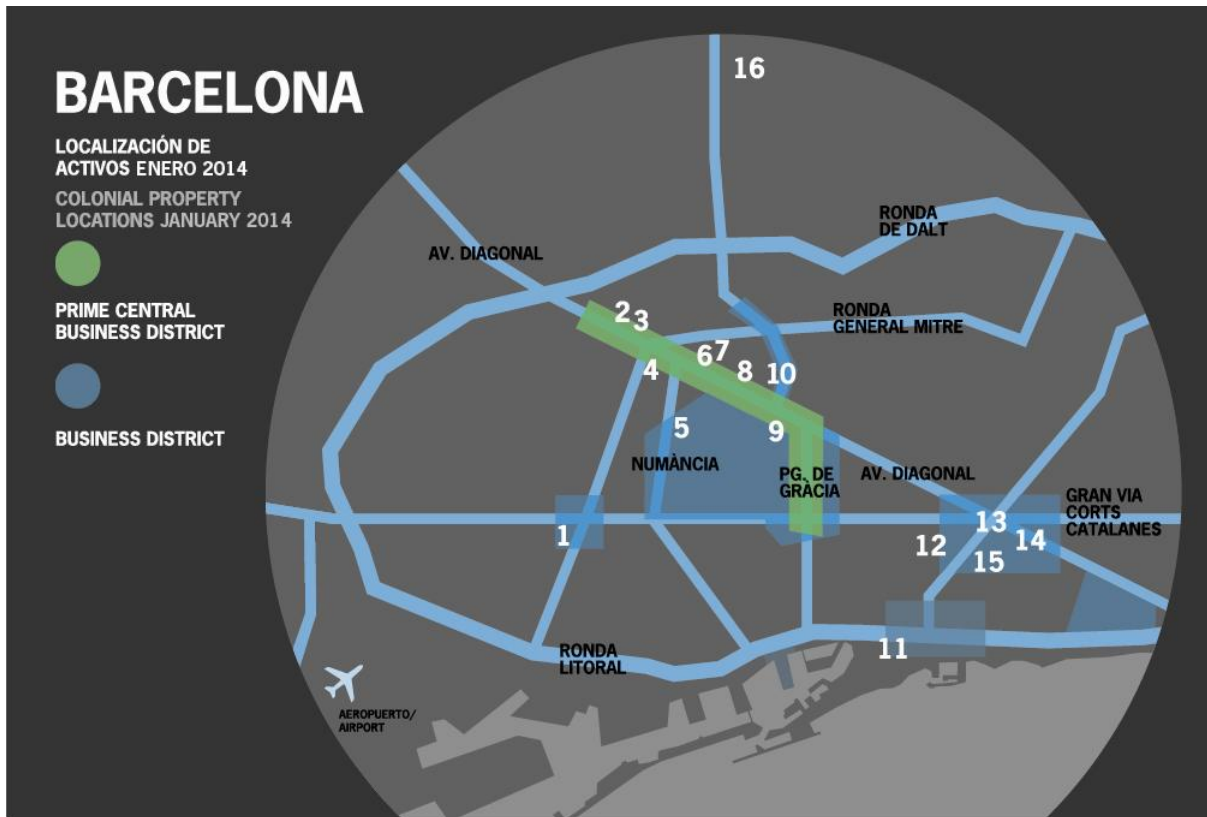 BARCELONA
LOCALIZACIÓN DE
ACTIVOS ENERO 2014
COLONIAL PROPERTY
LOCATIONS JANUARY 2014
PRIME CENTRAL
BUSINESS DISTRICT
BUSINESS DISTRICT
16
RONDA
DE DALT
AV. DIAGONAL
RONDA
GENERAL MITRE
2
3
4
6
7
8
10
5
9
NUMÀNCIA
PG. DE
GRÀCIA
AV. DIAGONAL
GRAN VIA
CORTS
CATALANES
1
12
13
14
15
11
RONDA
LITORAL
AEROPUERTO/
AIRPORT